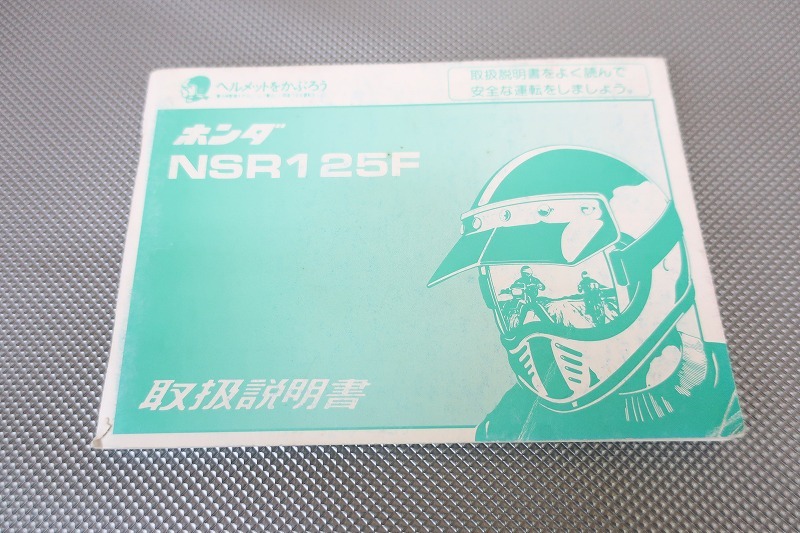 ヘルメットをかぶろう
取扱説明書をよく読んで
安全な運転をしましょう。
ホンダ
NSR125F
取扱説明書